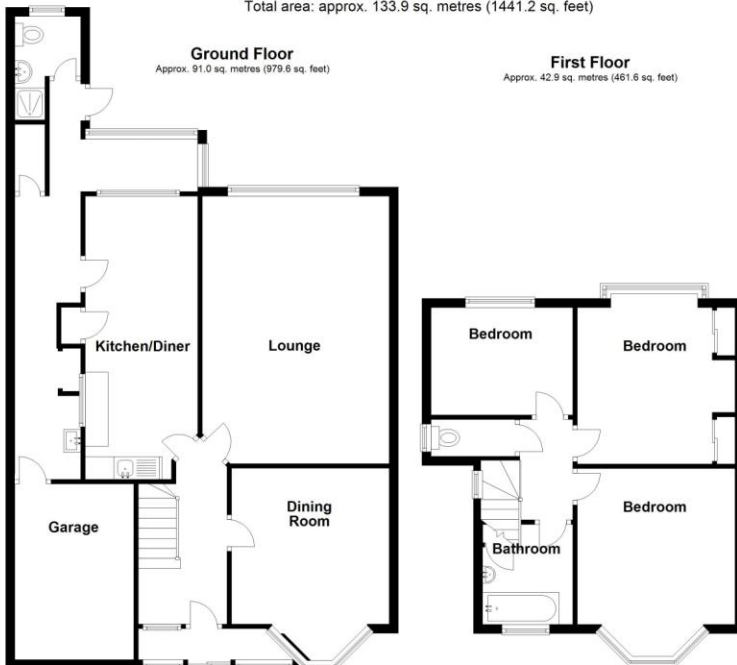 Total area: approx. 133.9 sq. metres (1441.2 sq. feet)
Ground Floor
Approx. 91.0 sq. metres (979.6 sq. feet)
First Floor
Approx. 42.9 sq. metres (461.6 sq. feet)
Kitchen/Diner
Lounge
Garage
Dining
Room
Bedroom
Bedroom
Bedroom
Bathroom